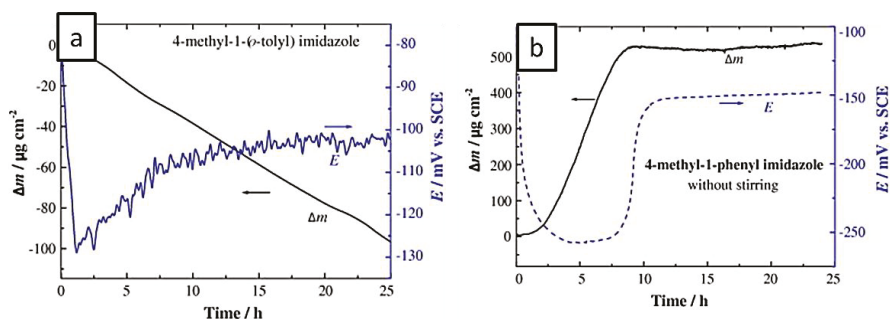 a
4-methyl-1-(o-tolyl) imidazole
Δm / μg cm-2
0
-20
-40
-60
-80
-100
E
Δm
-80
-90
-100
-110
-120
-130
E / mV vs. SCE
0 5 10 15 20 25
Time / h
b
Δm / μg cm-2
500
400
300
200
100
0
Δm
E
4-methyl-1-phenyl imidazole
without stirring
-100
-150
-200
-250
E / mV vs. SCE
0 5 10 15 20 25
Time / h